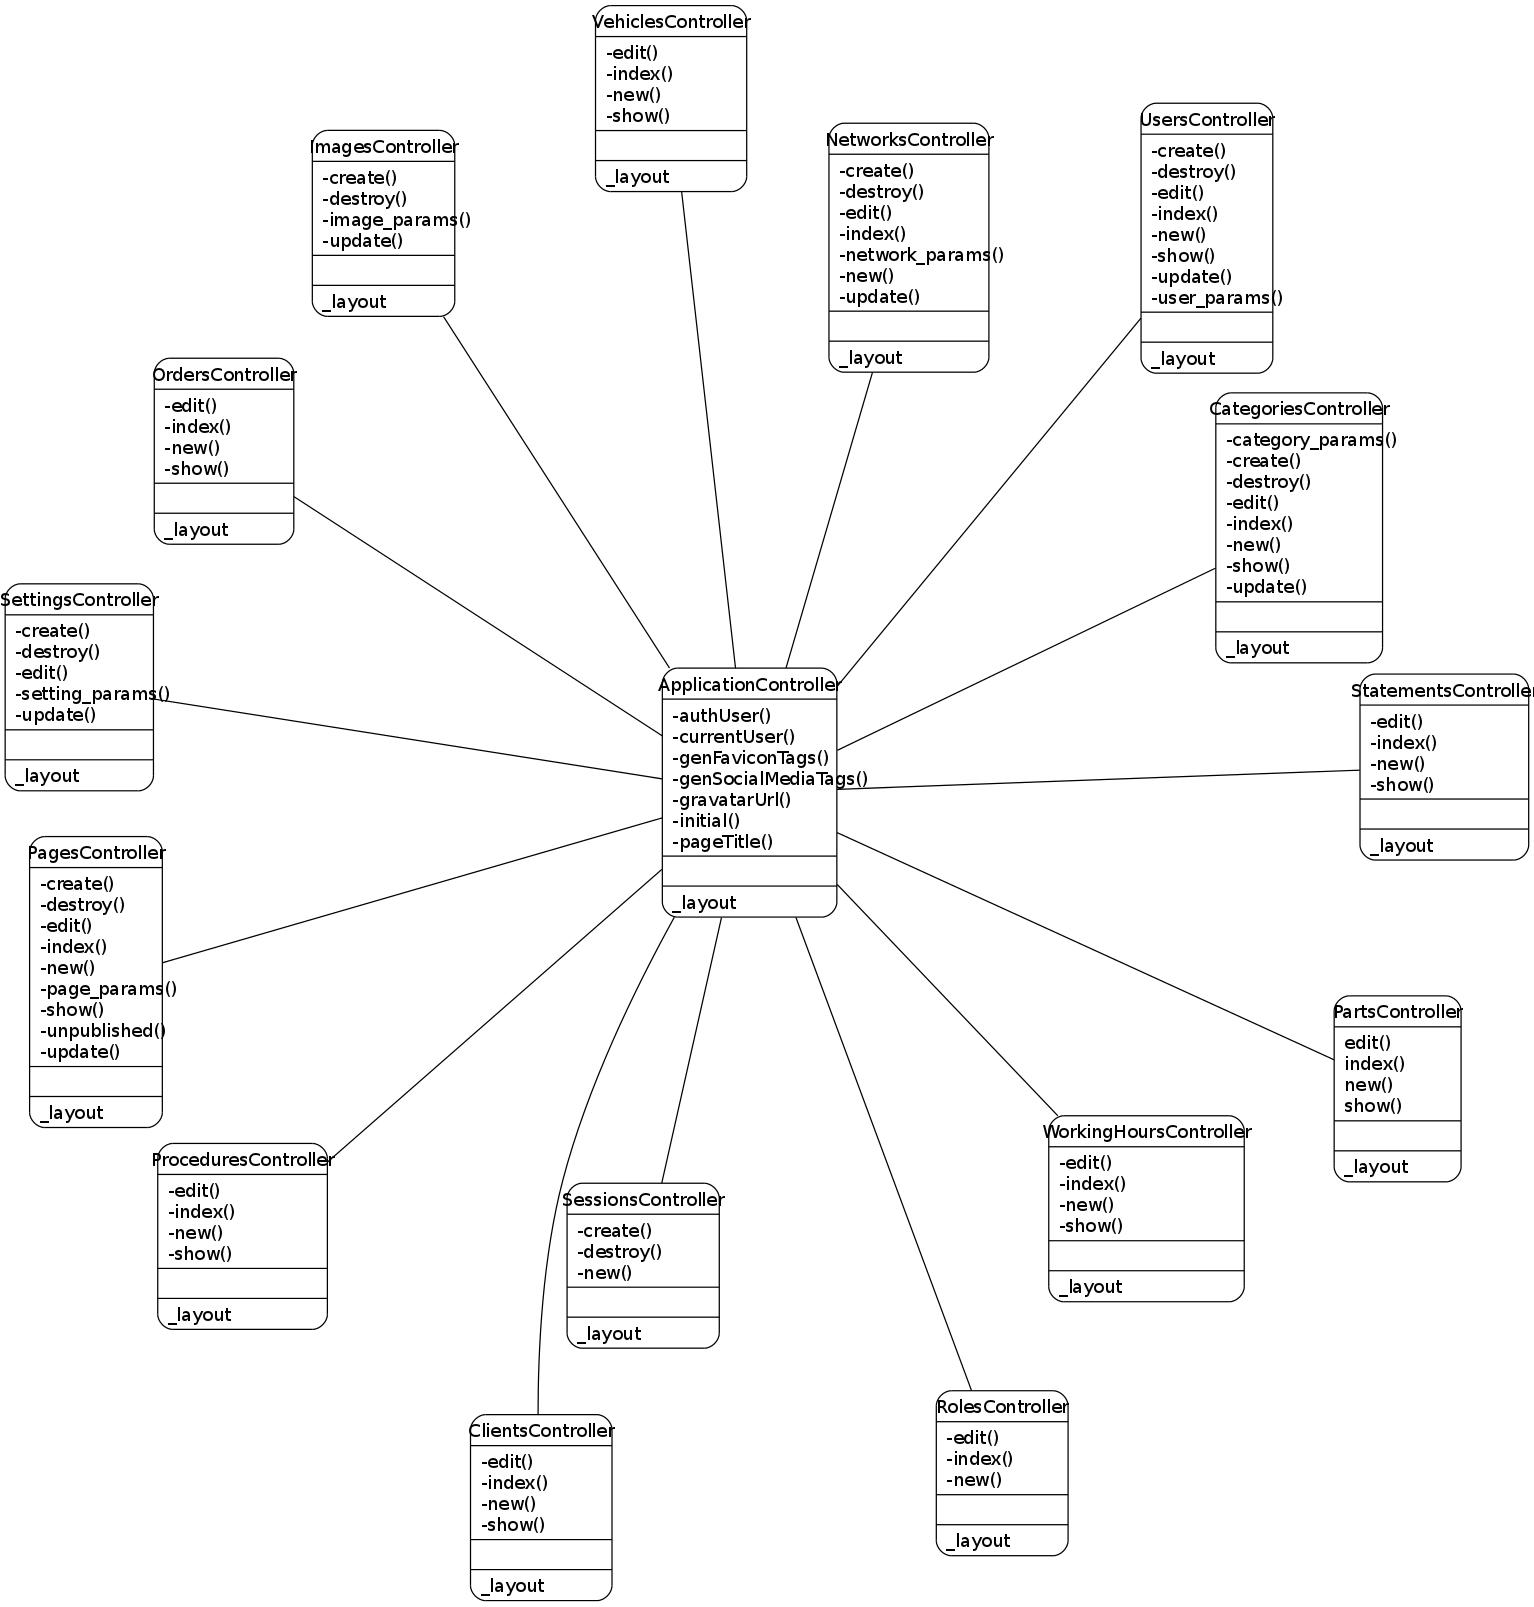 VehiclesController
-edit()
-index()
-new()
-show()
_layout
NetworksController
-create()
-destroy()
-edit()
-index()
-network_params()
-new()
-update()
_layout
UsersController
-create()
-destroy()
-edit()
-index()
-new()
-show()
-update()
-user_params()
_layout
ImagesController
-create()
-destroy()
-image_params()
-update()
_layout
OrdersController
-edit()
-index()
-new()
-show()
_layout
CategoriesController
-category_params()
-create()
-destroy()
-edit()
-index()
-new()
-show()
-update()
_layout
SettingsController
-create()
-destroy()
-edit()
-setting_params()
-update()
_layout
ApplicationController
-authUser()
-currentUser()
-genFaviconTags()
-genSocialMediaTags()
-gravatarUrl()
-initial()
-pageTitle()
_layout
StatementsController
-edit()
-index()
-new()
-show()
_layout
PagesController
-create()
-destroy()
-edit()
-index()
-new()
-page_params()
-show()
-unpublished()
-update()
_layout
PartsController
edit()
index()
new()
show()
_layout
WorkingHoursController
-edit()
-index()
-new()
-show()
_layout
ProceduresController
-edit()
-index()
-new()
-show()
_layout
SessionsController
-create()
-destroy()
-new()
_layout
RolesController
-edit()
-index()
-new()
_layout
ClientsController
-edit()
-index()
-new()
-show()
_layout